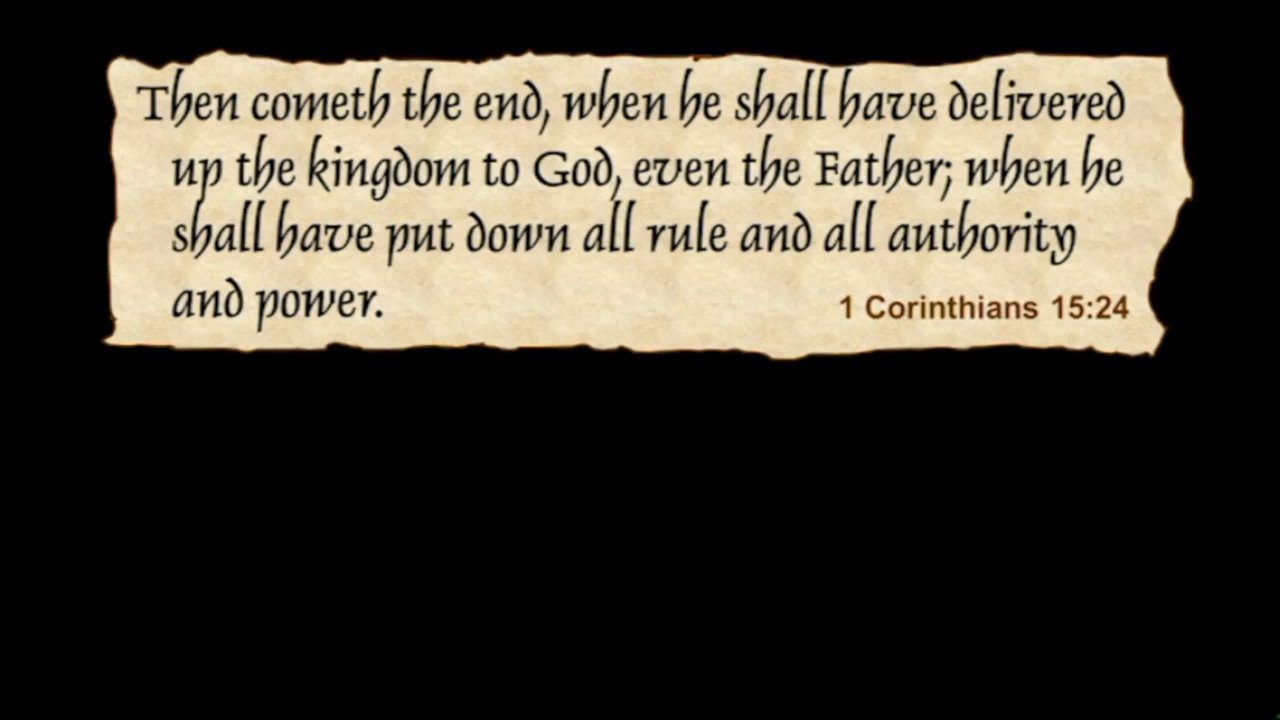 Then cometh the end, when he shall have delivered
up the kingdom to God, even the Father; when he
shall have put down all rule and all authority
and power.
1 Corinthians 15:24